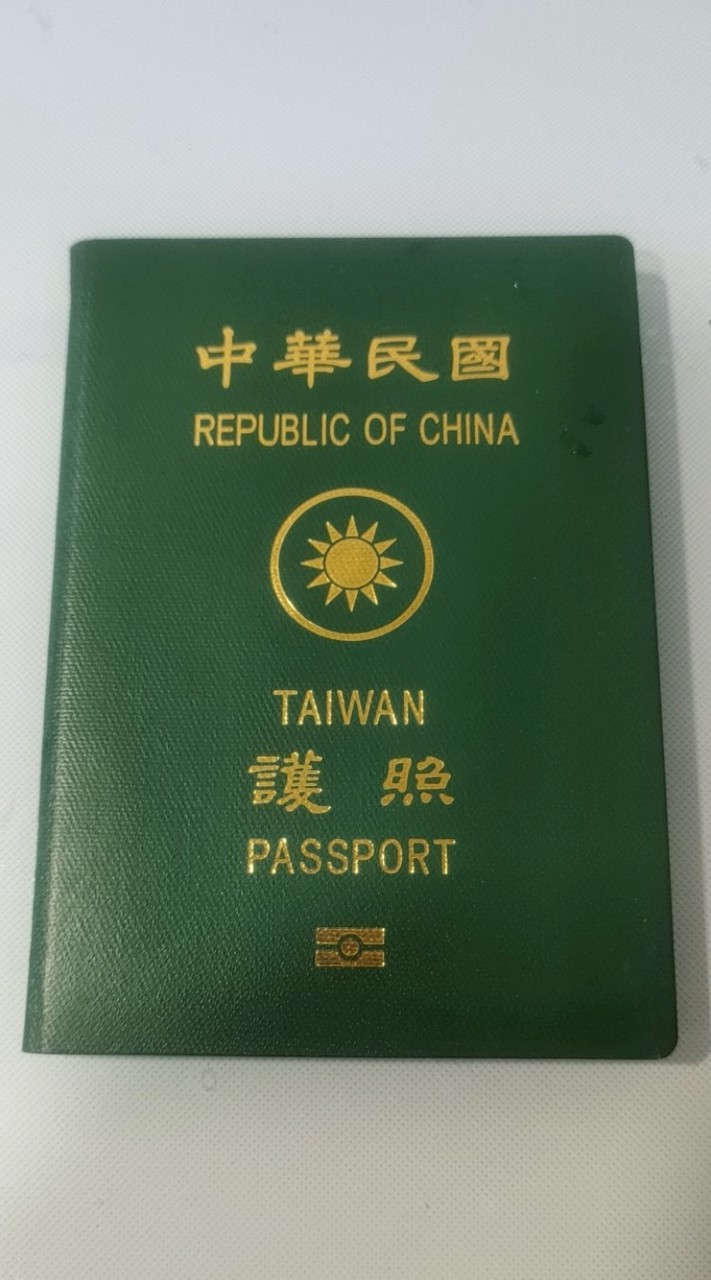 中華民國
REPUBLIC OF CHINA
TAIWAN
護照
PASSPORT